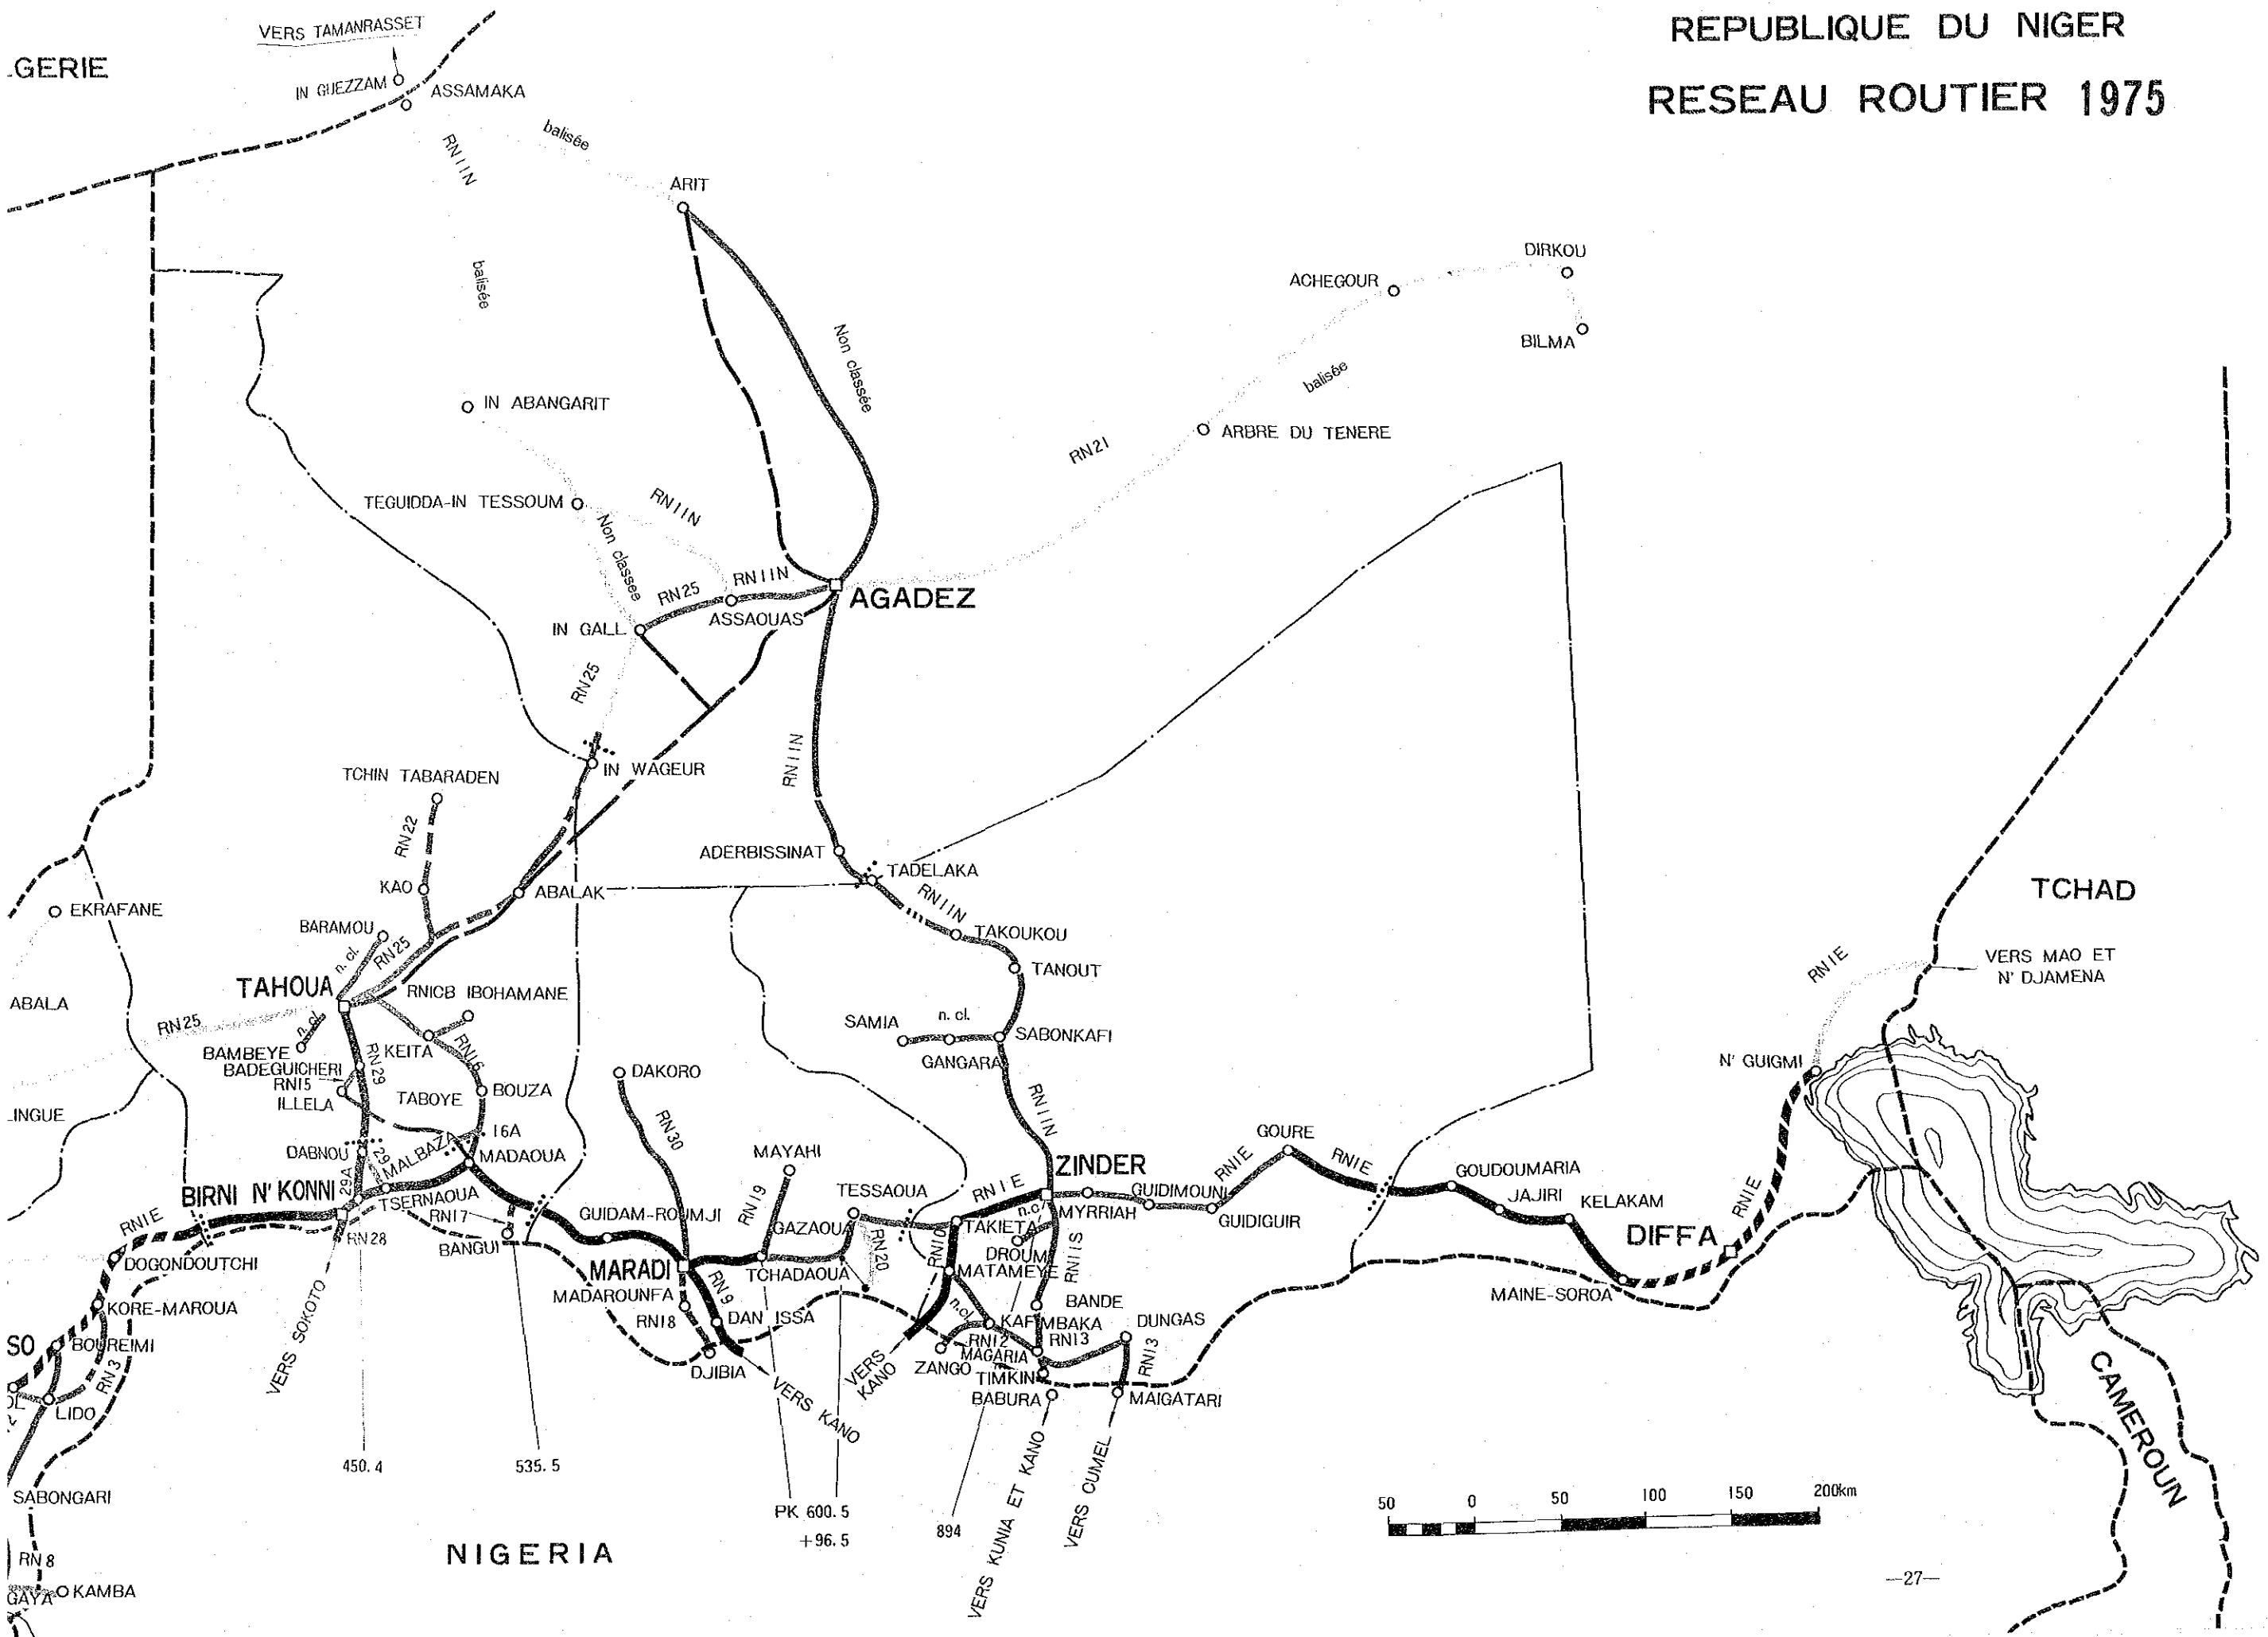 REPUBLIQUE DU NIGER
RESEAU ROUTIER 1975
VERS TAMANRASSET
GERIE
IN GUEZZAM
ASSAMAKA
balisée
RN11N
ARIT
balisée
DIRKOU
ACHEGOUR
BILMA
Non classée
balisée
IN ABANGARIT
ARBRE DU TENERE
RN21
TEGUIDDA-IN TESSOUM
RN11N
Non classee
RN25
RN11N
AGADEZ
ASSAOUAS
IN GALL
RN25
RN11N
IN WAGEUR
TCHIN TABARADEN
RN22
ADERBISSINAT
TADELAKA
KAO
ABALAK
RN11N
TCHAD
EKRAFANE
BARAMOU
n. cl.
RN25
TAKOUKOU
TANOUT
RN1E
VERS MAO ET
N' DJAMENA
TAHOUA
RN1CB IBOHAMANE
ABALA
RN25
n. cl.
SAMIA
n. cl.
SABONKAFI
GANGARA
BAMBEYE
KEITA
RN16
BADEGUICHERI
RN29
RN15
ILLELA
TABOYE
BOUZA
DAKORO
N' GUIGMI
LINGUE
RN30
RN11N
16A
DABNOU
29
MALBAZA
MADAOUA
MAYAHI
GOURE
ZINDER
RN1E
RN1E
GOUDOUMARIA
JAJIRI
KELAKAM
BIRNI N' KONNI
29A
TSERNAOUA
RN17
RN1E
RN28
BANGUI
GUIDAM-ROUMJI
RN19
TESSAOUA
GAZAOUA
RN1E
TAKIETA
n.cl
MYRRIAH
GUIDIMOUNI
GUIDIGUIR
DIFFA
RN1E
DOGONDOUTCHI
MARADI
TCHADAOUA
RN20
RN10
DROUM
MATAMEYE
RN11S
MADAROUNFA
RN9
MAINE-SOROA
KORE-MAROUA
RN18
DAN ISSA
n.cl
BANDE
DUNGAS
KAFIMBAKA
RN12
RN13
RN13
SO
BOUREIMI
RN3
VERS SOKOTO
DJIBIA
VERS KANO
VERS
KANO
ZANGO
MAGARIA
TIMKIN
BABURA
MAIGATARI
LIDO
CAMEROUN
450.4
535.5
PK 600.5
+96.5
894
VERS KUNIA ET KANO
VERS CUMEL
SABONGARI
50 0 50 100 150 200km
NIGERIA
RN8
GAYA
KAMBA
—27—